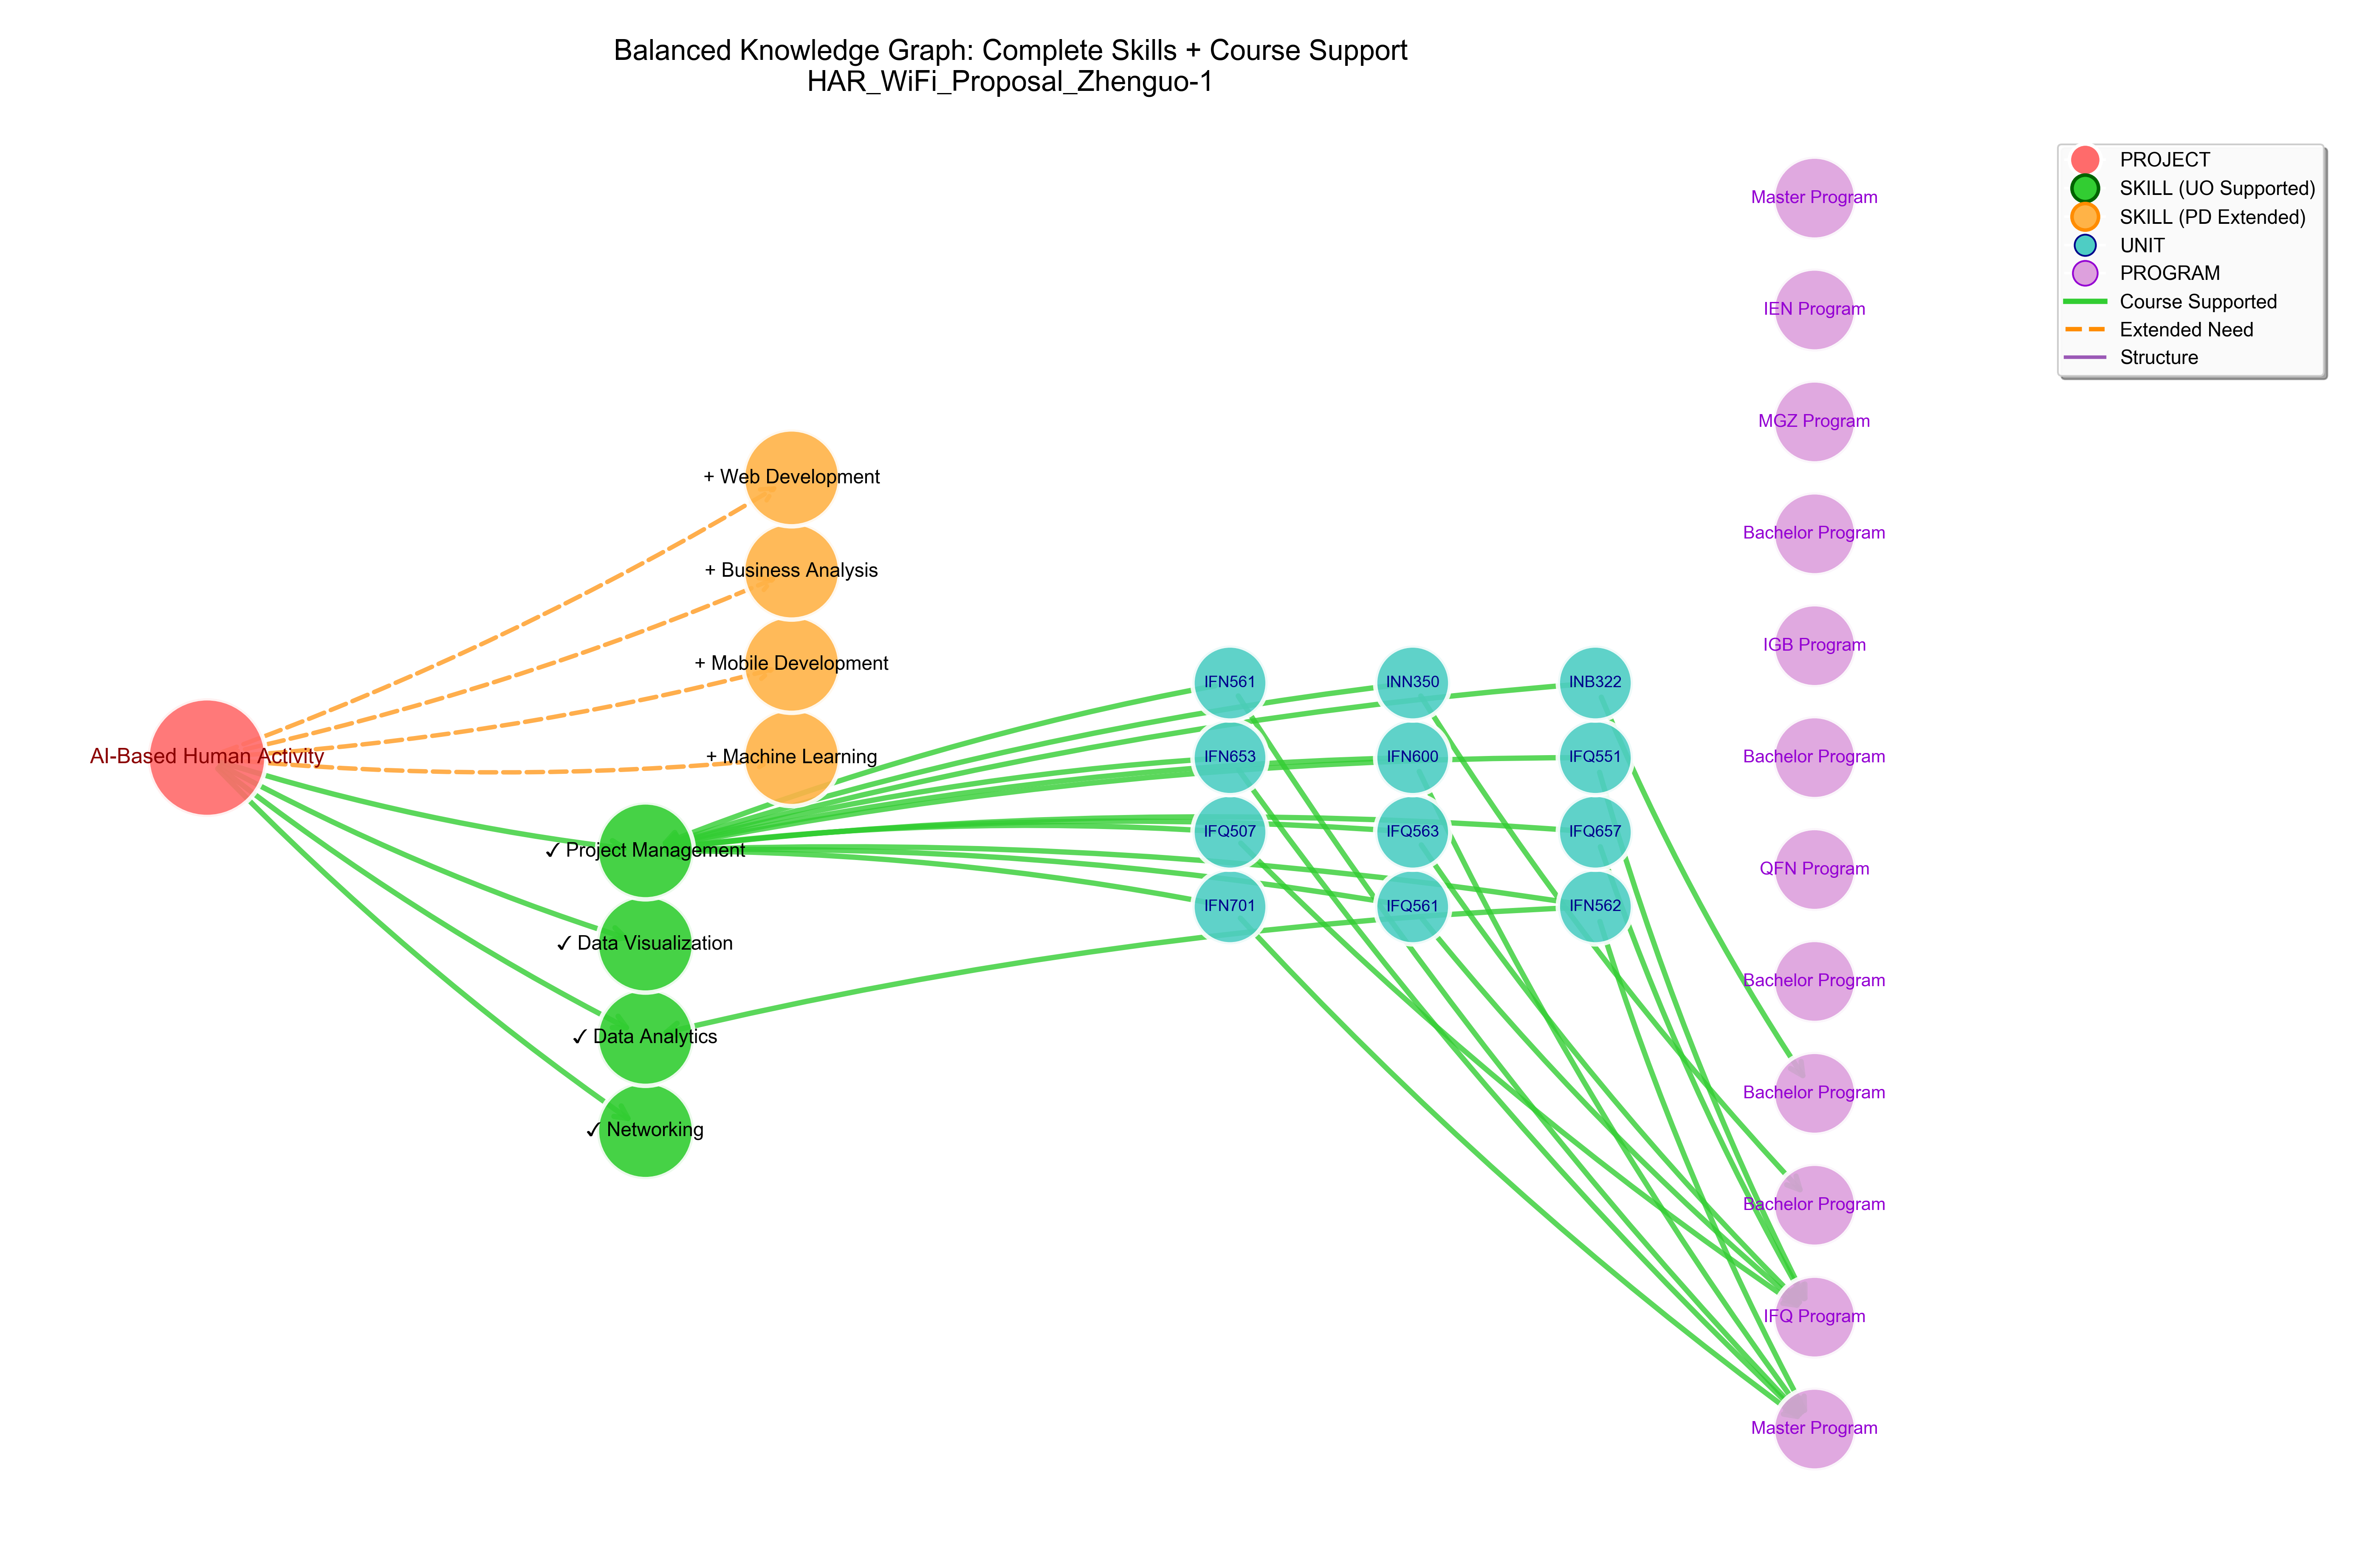 Balanced Knowledge Graph: Complete Skills + Course Support
HAR_WiFi_Proposal_Zhenguo-1
PROJECT
SKILL (UO Supported)
SKILL (PD Extended)
UNIT
PROGRAM
Course Supported
Extended Need
Structure
AI-Based Human Activity
+ Web Development
+ Business Analysis
+ Mobile Development
+ Machine Learning
✓ Project Management
✓ Data Visualization
✓ Data Analytics
✓ Networking
IFN561
INN350
INB322
IFN653
IFN600
IFQ551
IFQ507
IFQ563
IFQ657
IFN701
IFQ561
IFN562
Master Program
IEN Program
MGZ Program
Bachelor Program
IGB Program
Bachelor Program
QFN Program
Bachelor Program
Bachelor Program
Bachelor Program
IFQ Program
Master Program